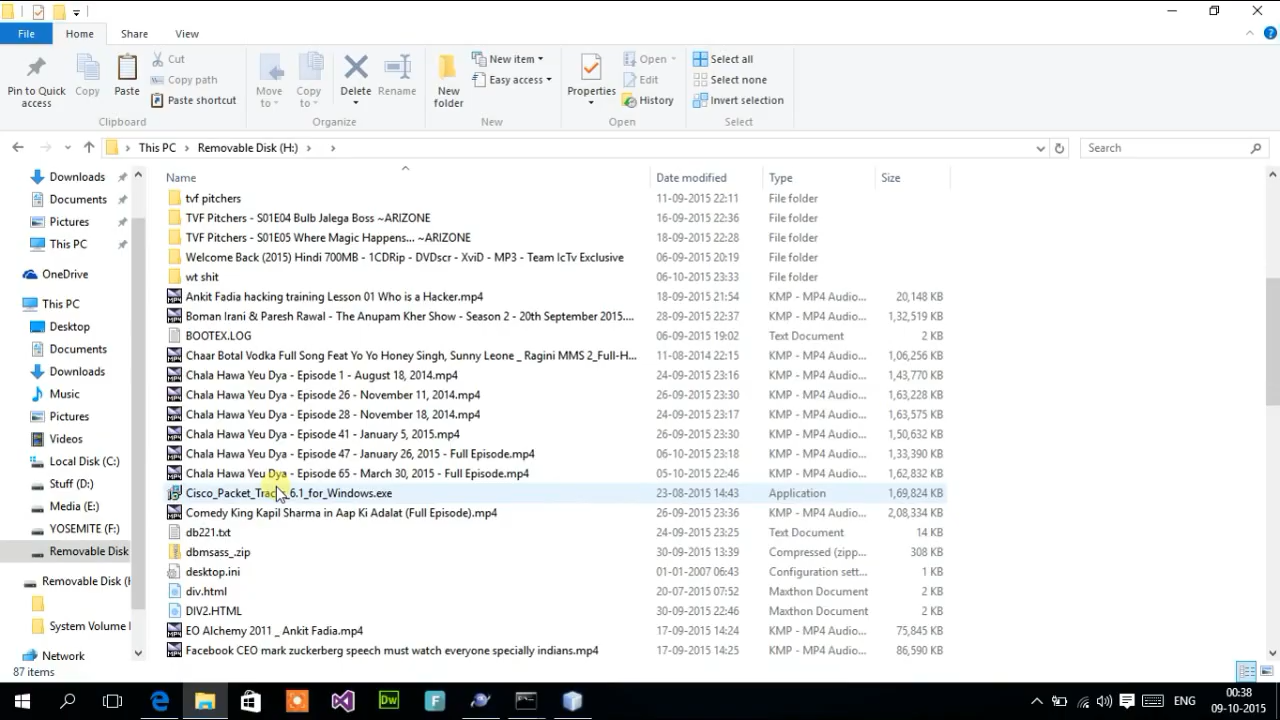 File Home Share View
Pin to Quick access
Copy
Paste
Cut
Copy path
Paste shortcut
Clipboard
Move to
Copy to
Delete
Rename
Organize
New folder
New item
Easy access
New
Properties
Open
Edit
History
Open
Select all
Select none
Invert selection
Select
This PC Removable Disk (H:)
Search
Downloads
Documents
Pictures
This PC
OneDrive
This PC
Desktop
Documents
Downloads
Music
Pictures
Videos
Local Disk (C:)
Stuff (D:)
Media (E:)
YOSEMITE (F:)
Removable Disk
Removable Disk (H
System Volume I
Network
Name Date modified Type Size
tvf pitchers 11-09-2015 22:11 File folder
TVF Pitchers - S01E04 Bulb Jalega Boss ~ARIZONE 16-09-2015 22:36 File folder
TVF Pitchers - S01E05 Where Magic Happens... ~ARIZONE 18-09-2015 22:28 File folder
Welcome Back (2015) Hindi 700MB - 1CDRip - DVDscr - XviD - MP3 - Team IcTv Exclusive 06-09-2015 20:19 File folder
wt shit 06-10-2015 23:33 File folder
Ankit Fadia hacking training Lesson 01 Who is a Hacker.mp4 18-09-2015 21:54 KMP - MP4 Audio... 20,148 KB
Boman Irani & Paresh Rawal - The Anupam Kher Show - Season 2 - 20th September 2015.... 28-09-2015 22:37 KMP - MP4 Audio... 1,32,519 KB
BOOTEX.LOG 06-09-2015 19:02 Text Document 2 KB
Chaar Botal Vodka Full Song Feat Yo Yo Honey Singh, Sunny Leone _ Ragini MMS 2_Full-H... 11-08-2014 22:15 KMP - MP4 Audio... 1,06,256 KB
Chala Hawa Yeu Dya - Episode 1 - August 18, 2014.mp4 24-09-2015 23:16 KMP - MP4 Audio... 1,43,770 KB
Chala Hawa Yeu Dya - Episode 26 - November 11, 2014.mp4 26-09-2015 23:30 KMP - MP4 Audio... 1,63,228 KB
Chala Hawa Yeu Dya - Episode 28 - November 18, 2014.mp4 24-09-2015 23:17 KMP - MP4 Audio... 1,63,575 KB
Chala Hawa Yeu Dya - Episode 41 - January 5, 2015.mp4 26-09-2015 23:30 KMP - MP4 Audio... 1,50,632 KB
Chala Hawa Yeu Dya - Episode 47 - January 26, 2015 - Full Episode.mp4 06-10-2015 23:18 KMP - MP4 Audio... 1,33,390 KB
Chala Hawa Yeu Dya - Episode 65 - March 30, 2015 - Full Episode.mp4 05-10-2015 22:46 KMP - MP4 Audio... 1,62,832 KB
Cisco_Packet_Trac _6.1_for_Windows.exe 23-08-2015 14:43 Application 1,69,824 KB
Comedy King Kapil Sharma in Aap Ki Adalat (Full Episode).mp4 26-09-2015 23:36 KMP - MP4 Audio... 2,08,334 KB
db221.txt 24-09-2015 23:25 Text Document 14 KB
dbmsass_.zip 30-09-2015 13:39 Compressed (zipp... 308 KB
desktop.ini 01-01-2007 06:43 Configuration sett... 1 KB
div.html 20-07-2015 07:52 Maxthon Document 2 KB
DIV2.HTML 30-09-2015 22:46 Maxthon Document 2 KB
EO Alchemy 2011 _ Ankit Fadia.mp4 17-09-2015 14:24 KMP - MP4 Audio... 75,845 KB
Facebook CEO mark zuckerberg speech must watch everyone specially indians.mp4 17-09-2015 14:25 KMP - MP4 Audio... 86,590 KB
87 items
Dw
F
ENG
00:38
09-10-2015